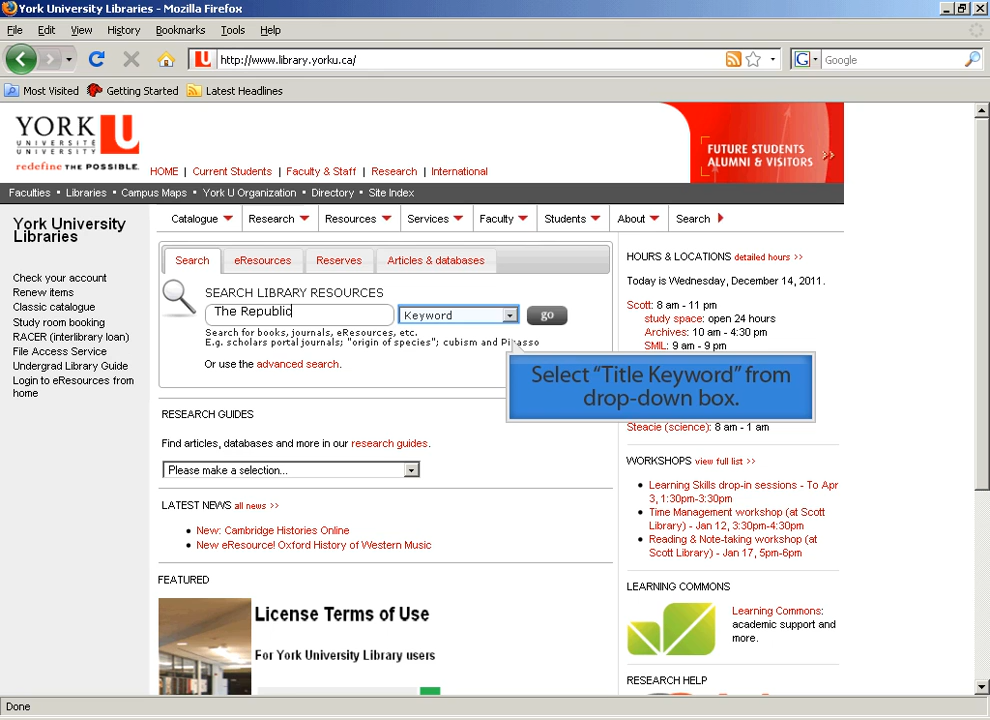 York University Libraries - Mozilla Firefox
File Edit View History Bookmarks Tools Help
http://www.library.yorku.ca/
Google
Most Visited Getting Started Latest Headlines
YORK U
UNIVERSITÉ
UNIVERSITY
redefine THE POSSIBLE.
HOME | Current Students | Faculty & Staff | Research | International
FUTURE STUDENTS
ALUMNI & VISITORS >>
Faculties • Libraries • Campus Maps • York U Organization • Directory • Site Index
York University
Libraries
Catalogue Research Resources Services Faculty Students About Search
Check your account
Renew items
Classic catalogue
Study room booking
RACER (interlibrary loan)
File Access Service
Undergrad Library Guide
Login to eResources from
home
Search eResources Reserves Articles & databases
SEARCH LIBRARY RESOURCES
The Republic Keyword go
Search for books, journals, eResources, etc.
E.g. scholars portal journals; "origin of species"; cubism and Picasso
Or use the advanced search.
Select “Title Keyword” from
drop-down box.
RESEARCH GUIDES
Find articles, databases and more in our research guides.
Please make a selection...
LATEST NEWS all news >>
• New: Cambridge Histories Online
• New eResource! Oxford History of Western Music
FEATURED
License Terms of Use
For York University Library users
HOURS & LOCATIONS detailed hours >>
Today is Wednesday, December 14, 2011.
Scott: 8 am - 11 pm
study space: open 24 hours
Archives: 10 am - 4:30 pm
SMIL: 9 am - 9 pm
Steacie (science): 8 am - 1 am
WORKSHOPS view full list >>
• Learning Skills drop-in sessions - To Apr
3, 1:30pm-3:30pm
• Time Management workshop (at Scott
Library) - Jan 12, 3:30pm-4:30pm
• Reading & Note-taking workshop (at
Scott Library) - Jan 17, 5pm-6pm
LEARNING COMMONS
Learning Commons:
academic support and
more.
RESEARCH HELP
Done